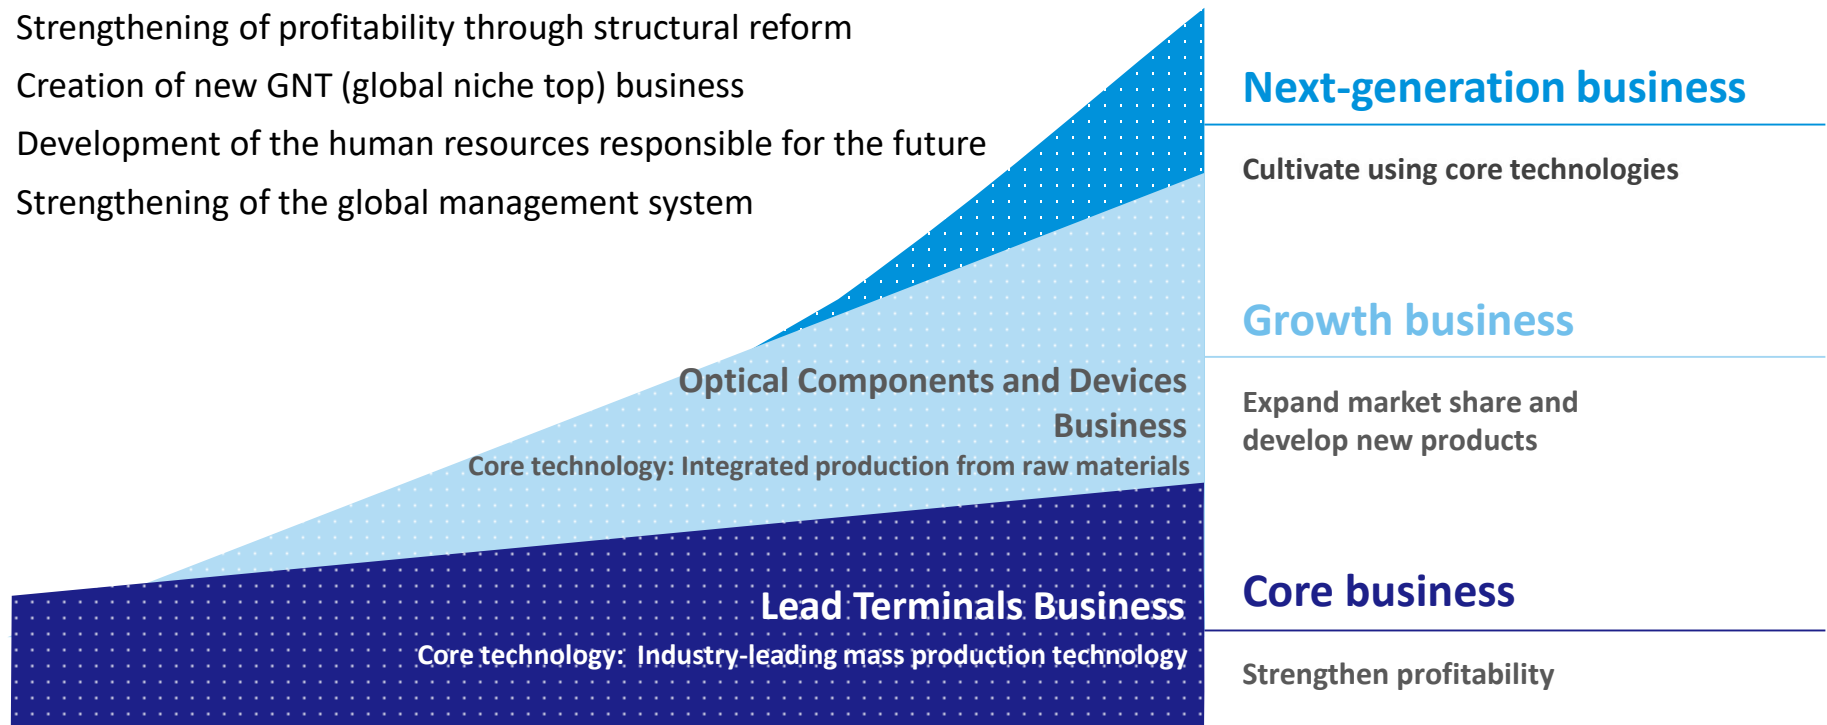 Strengthening of profitability through structural reform
Creation of new GNT (global niche top) business
Development of the human resources responsible for the future
Strengthening of the global management system
Next-generation business
Cultivate using core technologies
Growth business
Optical Components and Devices
Business
Core technology: Integrated production from raw materials
Expand market share and
develop new products
Core business
Lead Terminals Business
Core technology: Industry-leading mass production technology
Strengthen profitability